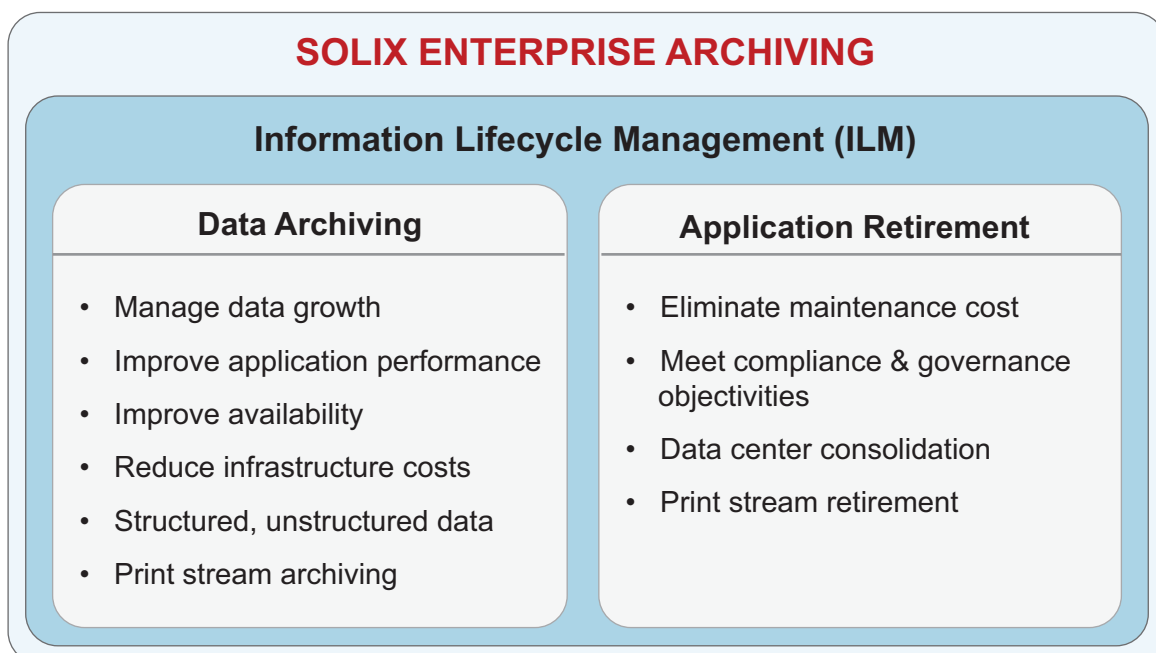 SOLIX ENTERPRISE ARCHIVING
Information Lifecycle Management (ILM)
Data Archiving
• Manage data growth
• Improve application performance
• Improve availability
• Reduce infrastructure costs
• Structured, unstructured data
• Print stream archiving
Application Retirement
• Eliminate maintenance cost
• Meet compliance & governance
objectivities
• Data center consolidation
• Print stream retirement